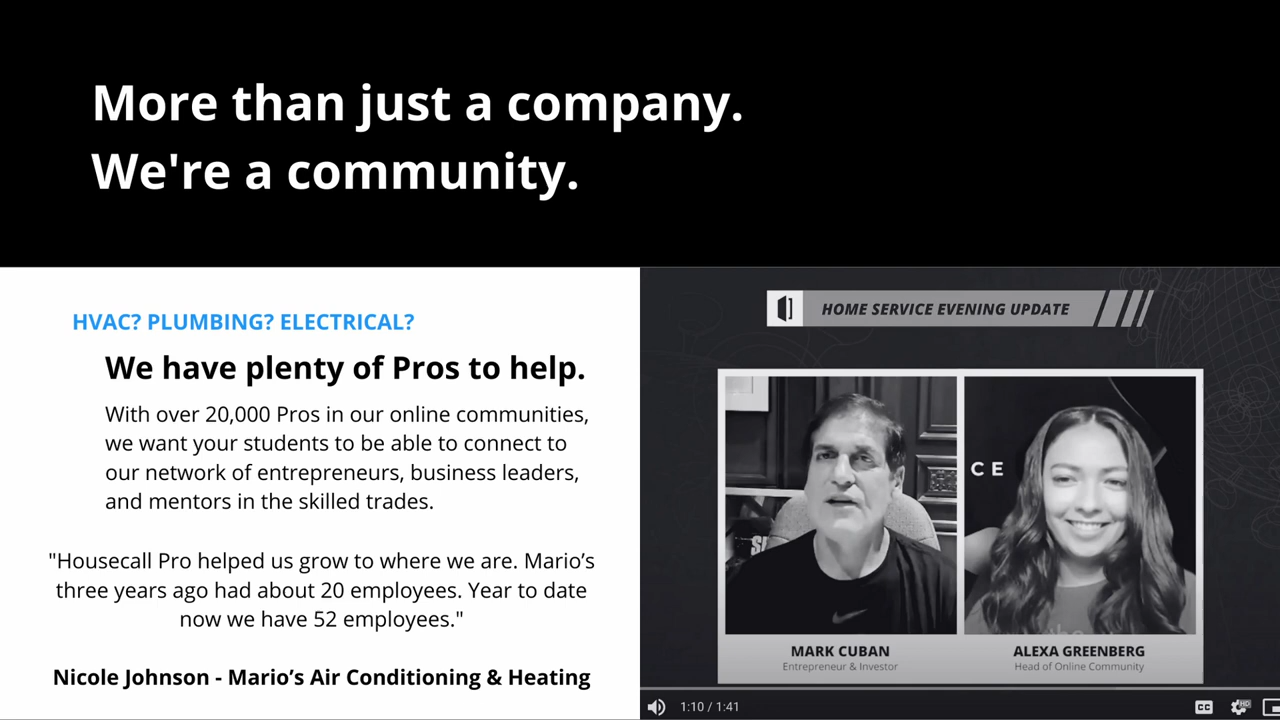 More than just a company.
We're a community.
HVAC? PLUMBING? ELECTRICAL?
We have plenty of Pros to help.
With over 20,000 Pros in our online communities,
we want your students to be able to connect to
our network of entrepreneurs, business leaders,
and mentors in the skilled trades.
"Housecall Pro helped us grow to where we are. Mario’s
three years ago had about 20 employees. Year to date
now we have 52 employees."
Nicole Johnson - Mario’s Air Conditioning & Heating
HOME SERVICE EVENING UPDATE
CE
MARK CUBAN
Entrepreneur & Investor
ALEXA GREENBERG
Head of Online Community
1:10 / 1:41
CC
HD